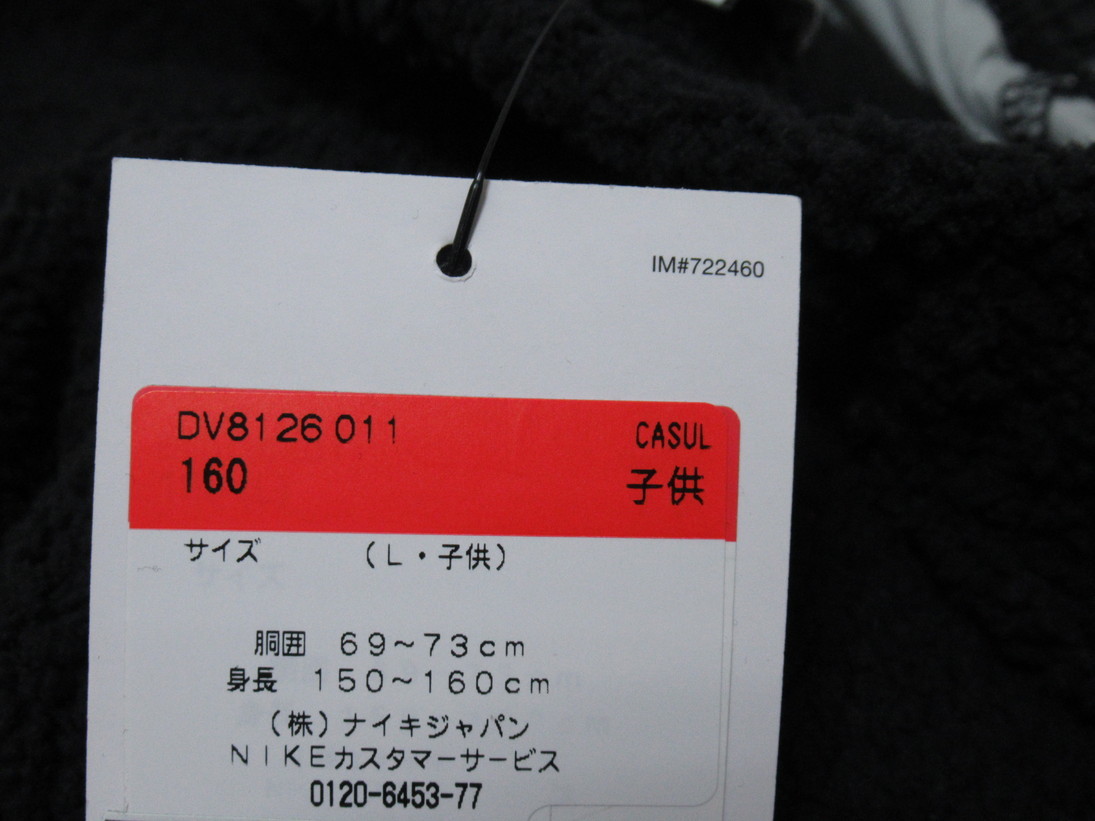 IM#722460
DV8126 011 CASUL
160 子供
サイズ (L・子供)
胴囲 69~73cm
身長 150~160cm
(株)ナイキジャパン
NIKEカスタマーサービス
0120-6453-77